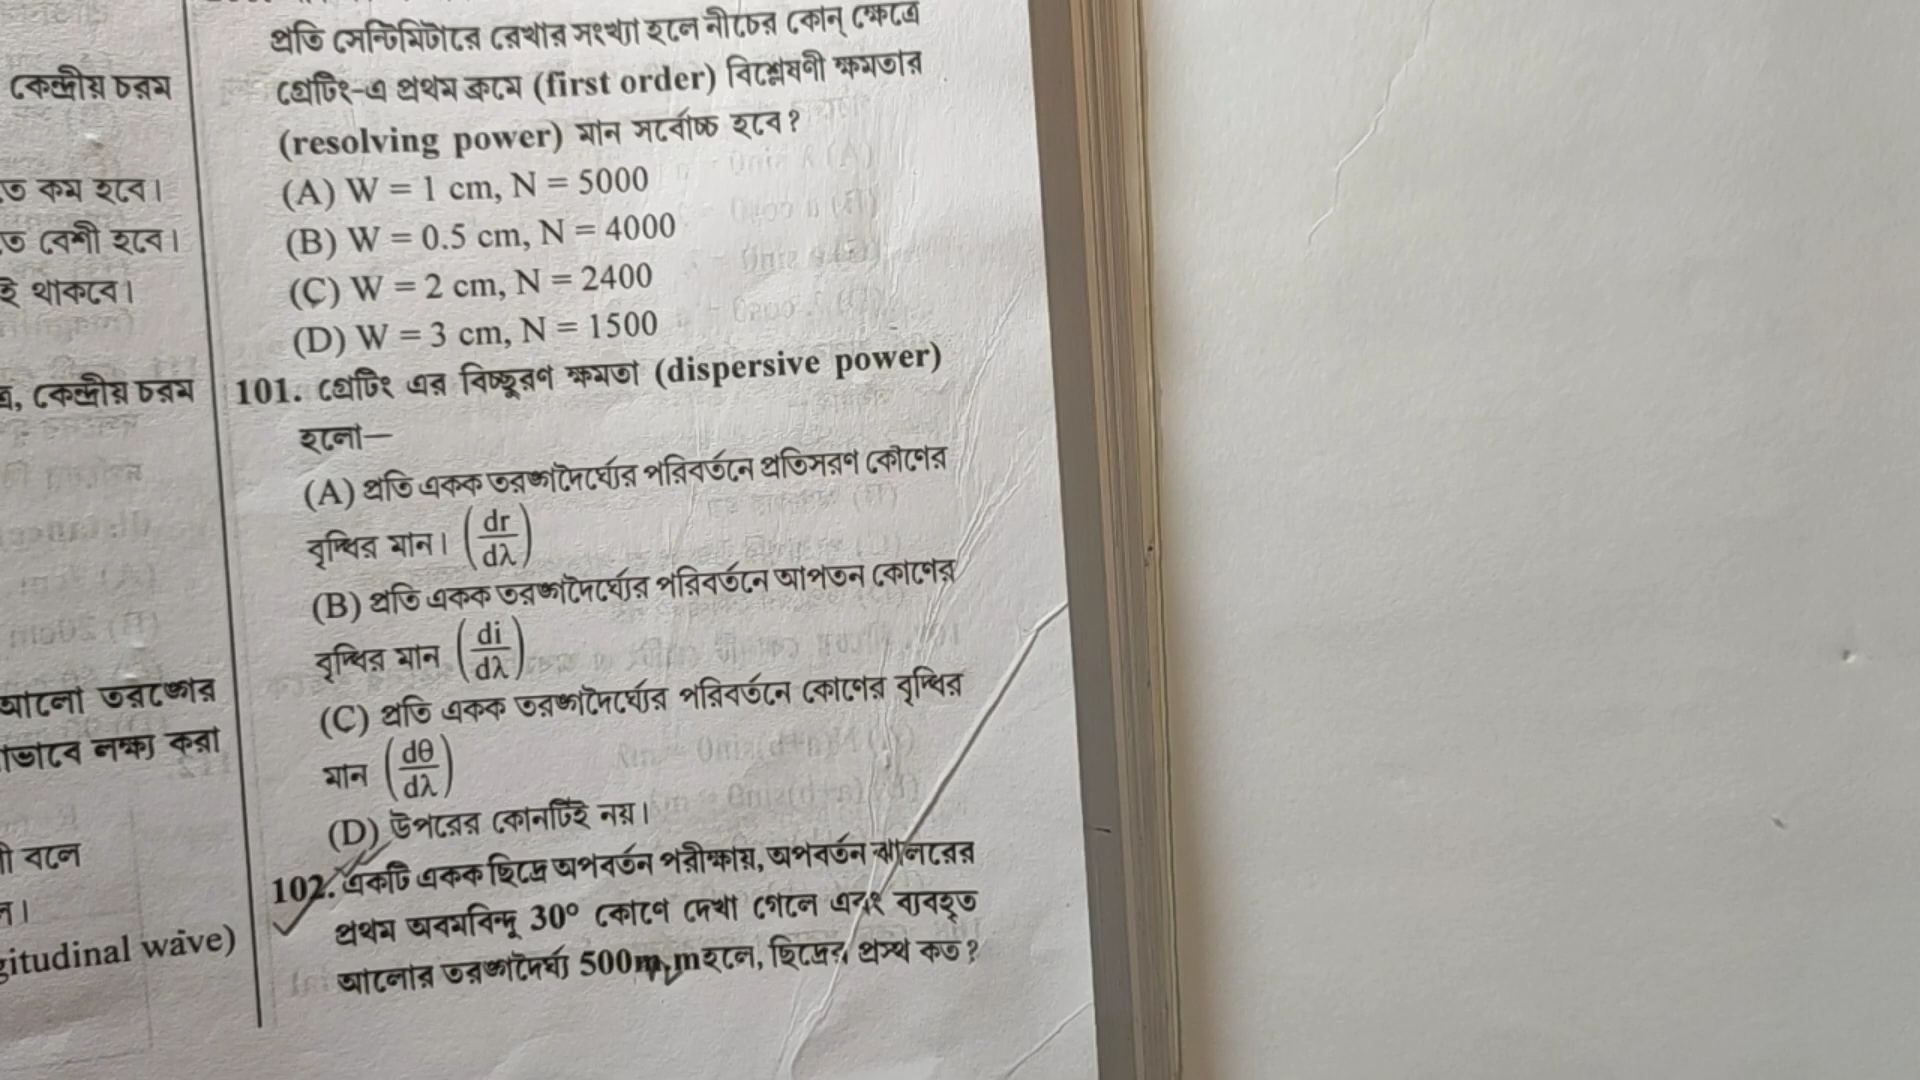 কেন্দ্রীয় চরম
ত কম হবে।
ত বেশী হবে।
ই থাকবে।
কেন্দ্রীয় চরম
আলো তরঙ্গের
ভাবে লক্ষ্য করা
বলে
gitudinal wave)
প্রতি সেন্টিমিটারে রেখার সংখ্যা হলে নীচের কোন্ ক্ষেত্রে
গ্রেটিং-এ প্রথম ক্রমে (first order) বিশ্লেষণী ক্ষমতার
(resolving power) মান সর্বোচ্চ হবে?
(A) W = 1 cm, N = 5000
(B) W = 0.5 cm, N = 4000
(C) W = 2 cm, N = 2400
(D) W = 3 cm, N = 1500
101. গ্রেটিং এর বিচ্ছুরণ ক্ষমতা (dispersive power)
হলো—
(A) প্রতি একক তরঙ্গদৈর্ঘ্যের পরিবর্তনে প্রতিসরণ কোণের
বৃদ্ধির মান। (dr/dλ)
(B) প্রতি একক তরঙ্গদৈর্ঘ্যের পরিবর্তনে আপতন কোণের
বৃদ্ধির মান (di/dλ)
(C) প্রতি একক তরঙ্গদৈর্ঘ্যের পরিবর্তনে কোণের বৃদ্ধির
মান (dθ/dλ)
(D) উপরের কোনটিই নয়।
102. একটি একক ছিদ্রে অপবর্তন পরীক্ষায়, অপবর্তন ঝালরের
প্রথম অবমবিন্দু 30° কোণে দেখা গেলে এবং ব্যবহৃত
আলোর তরঙ্গদৈর্ঘ্য 500m,m হলে, ছিদ্রের প্রস্থ কত?